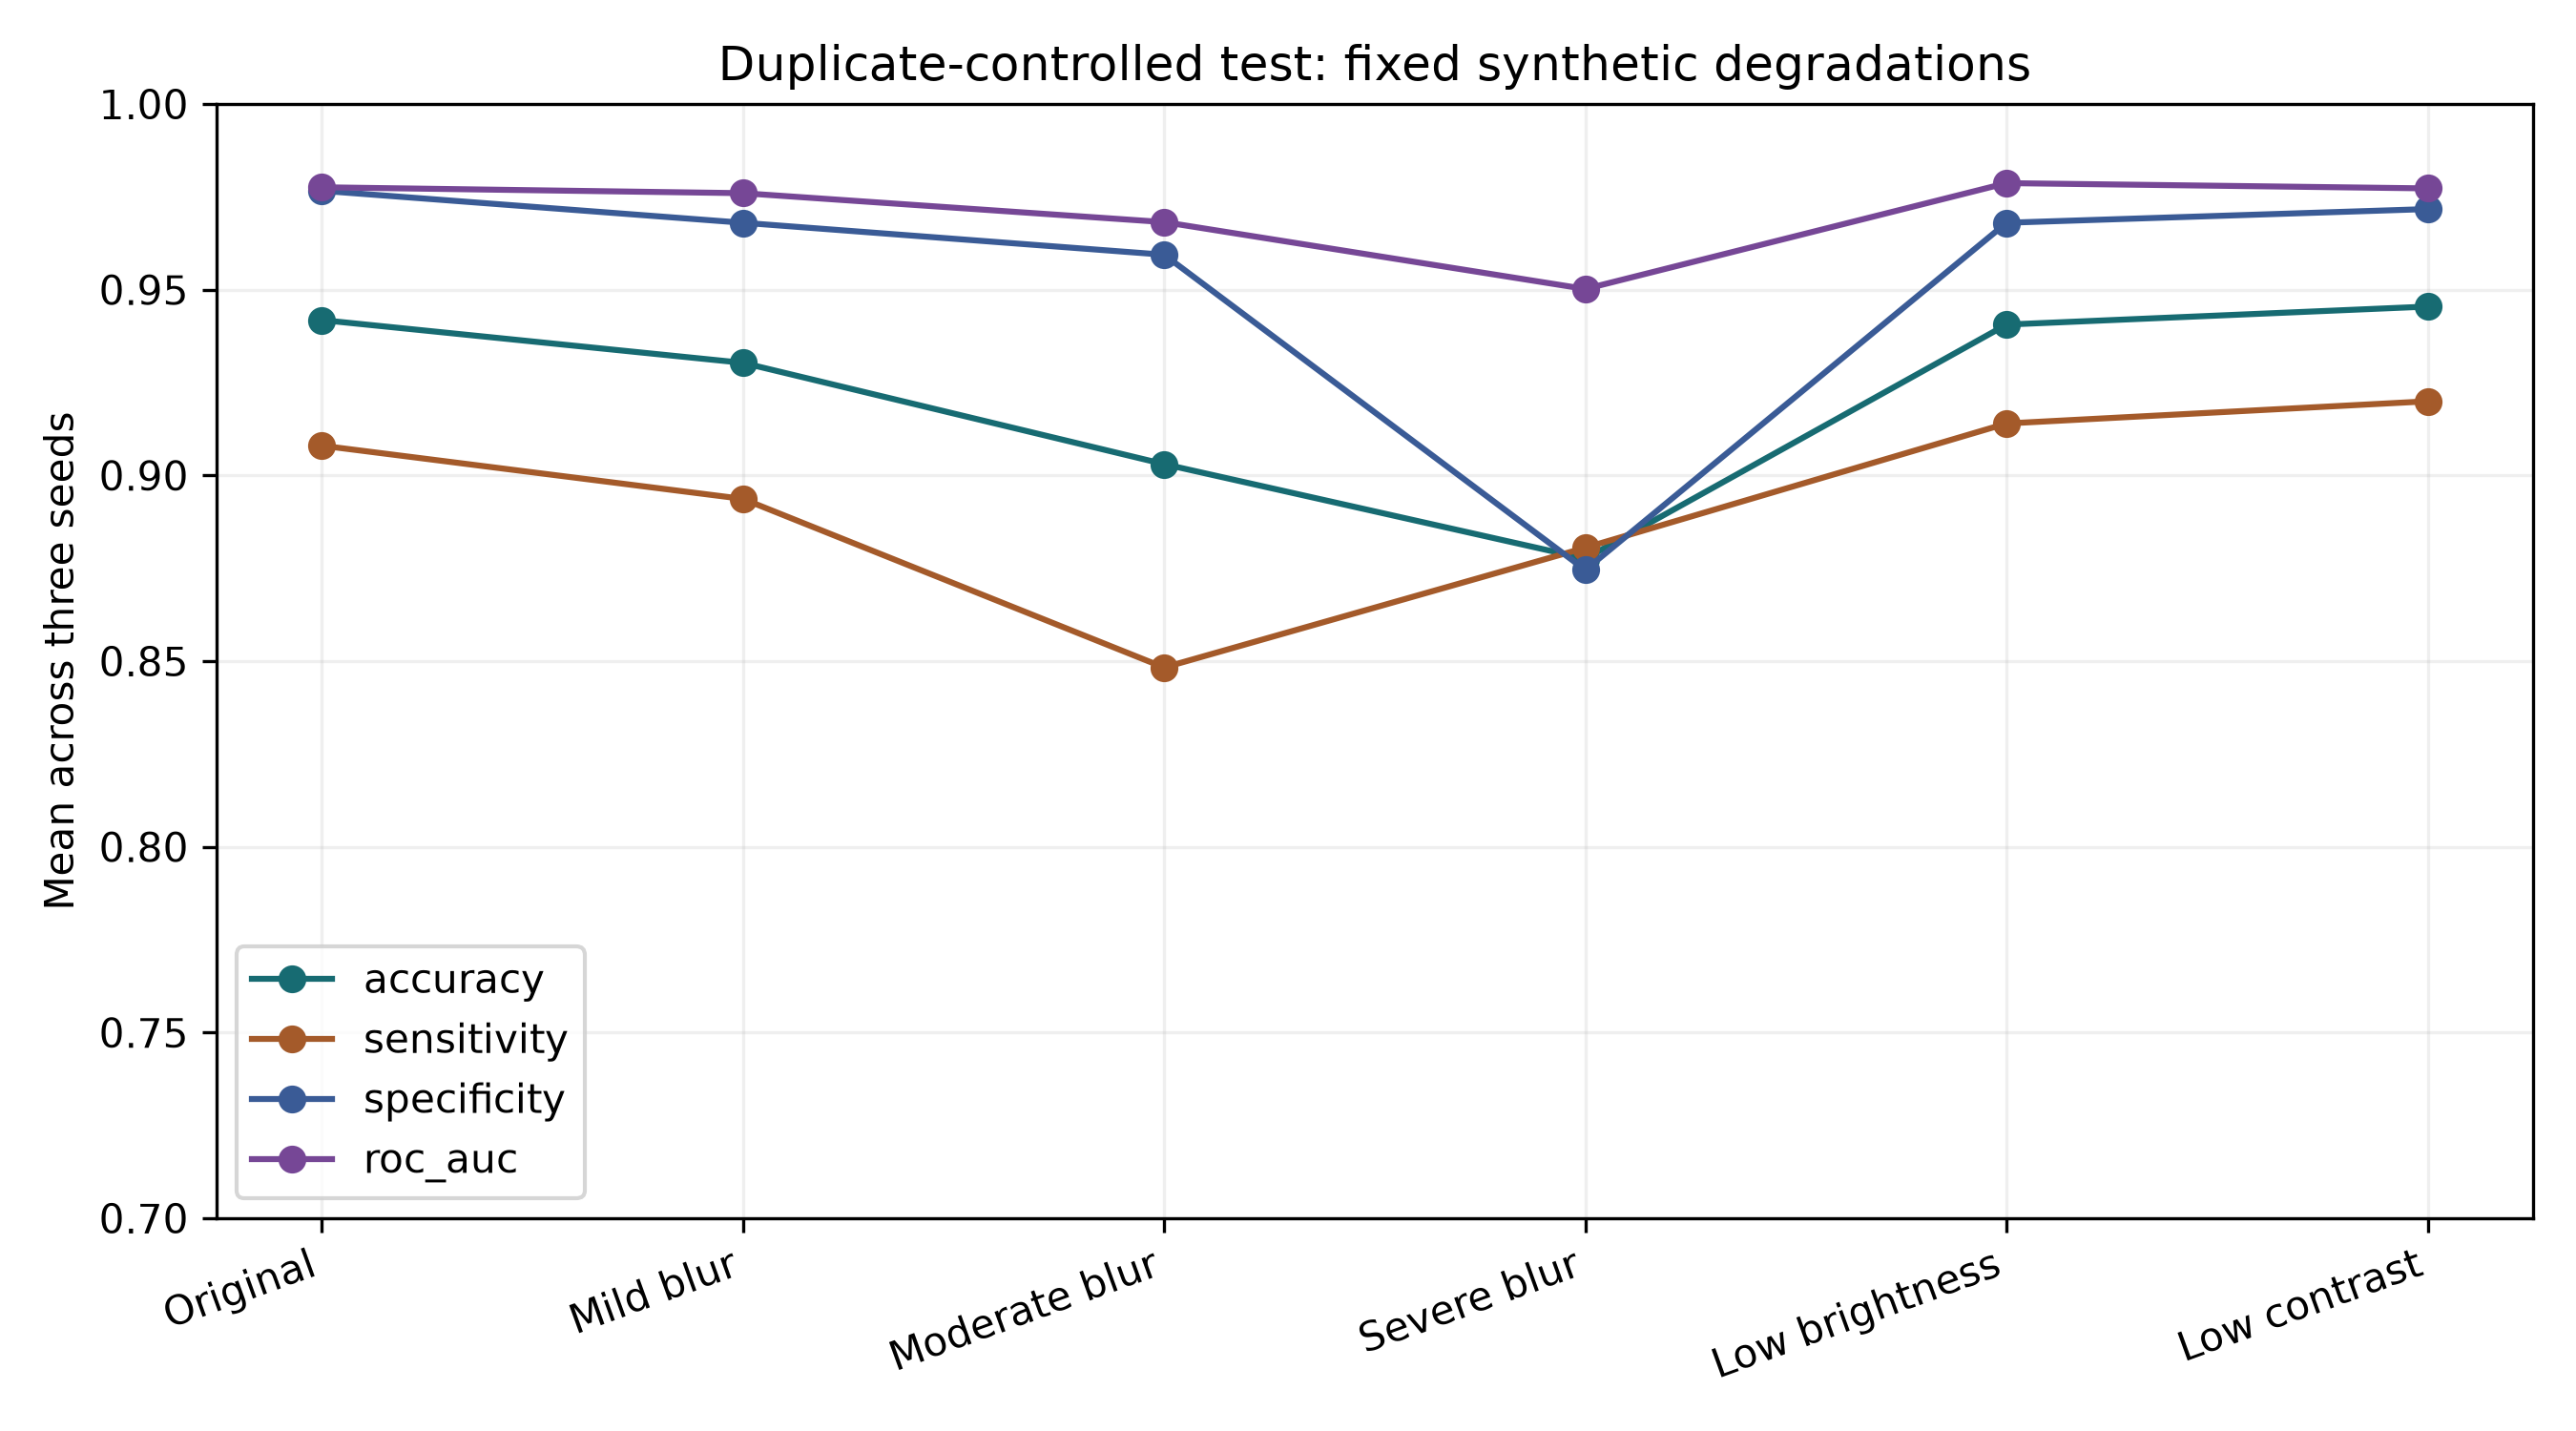 Duplicate-controlled test: fixed synthetic degradations
Mean across three seeds
1.00
0.95
0.90
0.85
0.80
0.75
0.70
accuracy
sensitivity
specificity
roc_auc
Original
Mild blur
Moderate blur
Severe blur
Low brightness
Low contrast